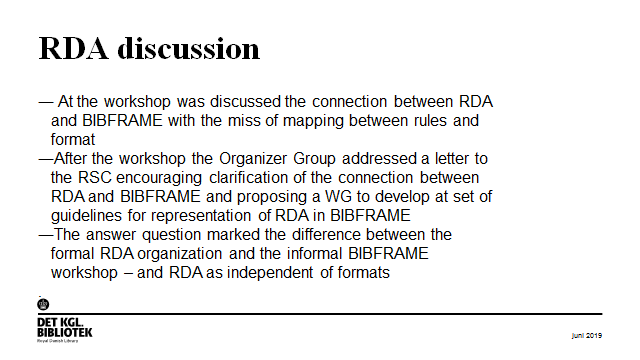 RDA discussion
— At the workshop was discussed the connection between RDA
and BIBFRAME with the miss of mapping between rules and
format
—After the workshop the Organizer Group addressed a letter to
the RSC encouraging clarification of the connection between
RDA and BIBFRAME and proposing a WG to develop at set of
guidelines for representation of RDA in BIBFRAME
—The answer question marked the difference between the
formal RDA organization and the informal BIBFRAME
workshop – and RDA as independent of formats
DET KGL.
BIBLIOTEK
Royal Danish Library
juni 2019